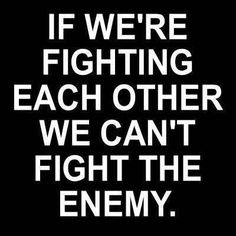 IF WE'RE
FIGHTING
EACH OTHER
WE CAN'T
FIGHT THE
ENEMY.